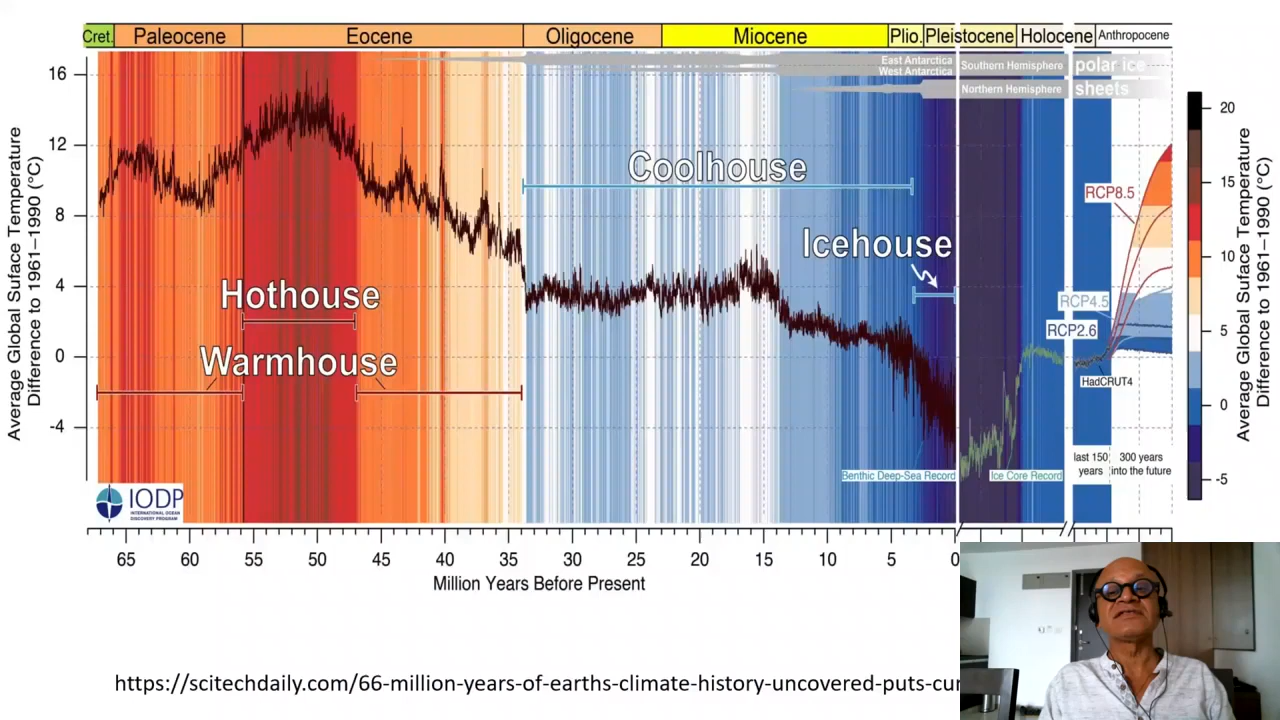 Cret. Paleocene Eocene Oligocene Miocene Plio. Pleistocene Holocene Anthropocene
East Antarctica
West Antarctica
Southern Hemisphere
polar ice
Northern Hemisphere
sheets
16
12
8
4
0
-4
Average Global Suface Temperature
Difference to 1961–1990 (°C)
Coolhouse
Icehouse
Hothouse
Warmhouse
RCP8.5
RCP4.5
RCP2.6
HadCRUT4
last 150
years
300 years
into the future
Benthic Deep-Sea Record
Ice Core Record
IODP
INTERNATIONAL OCEAN
DISCOVERY PROGRAM
20
15
10
5
0
-5
Average Global Surface Temperature
Difference to 1961–1990 (°C)
65 60 55 50 45 40 35 30 25 20 15 10 5 0
Million Years Before Present
https://scitechdaily.com/66-million-years-of-earths-climate-history-uncovered-puts-cur